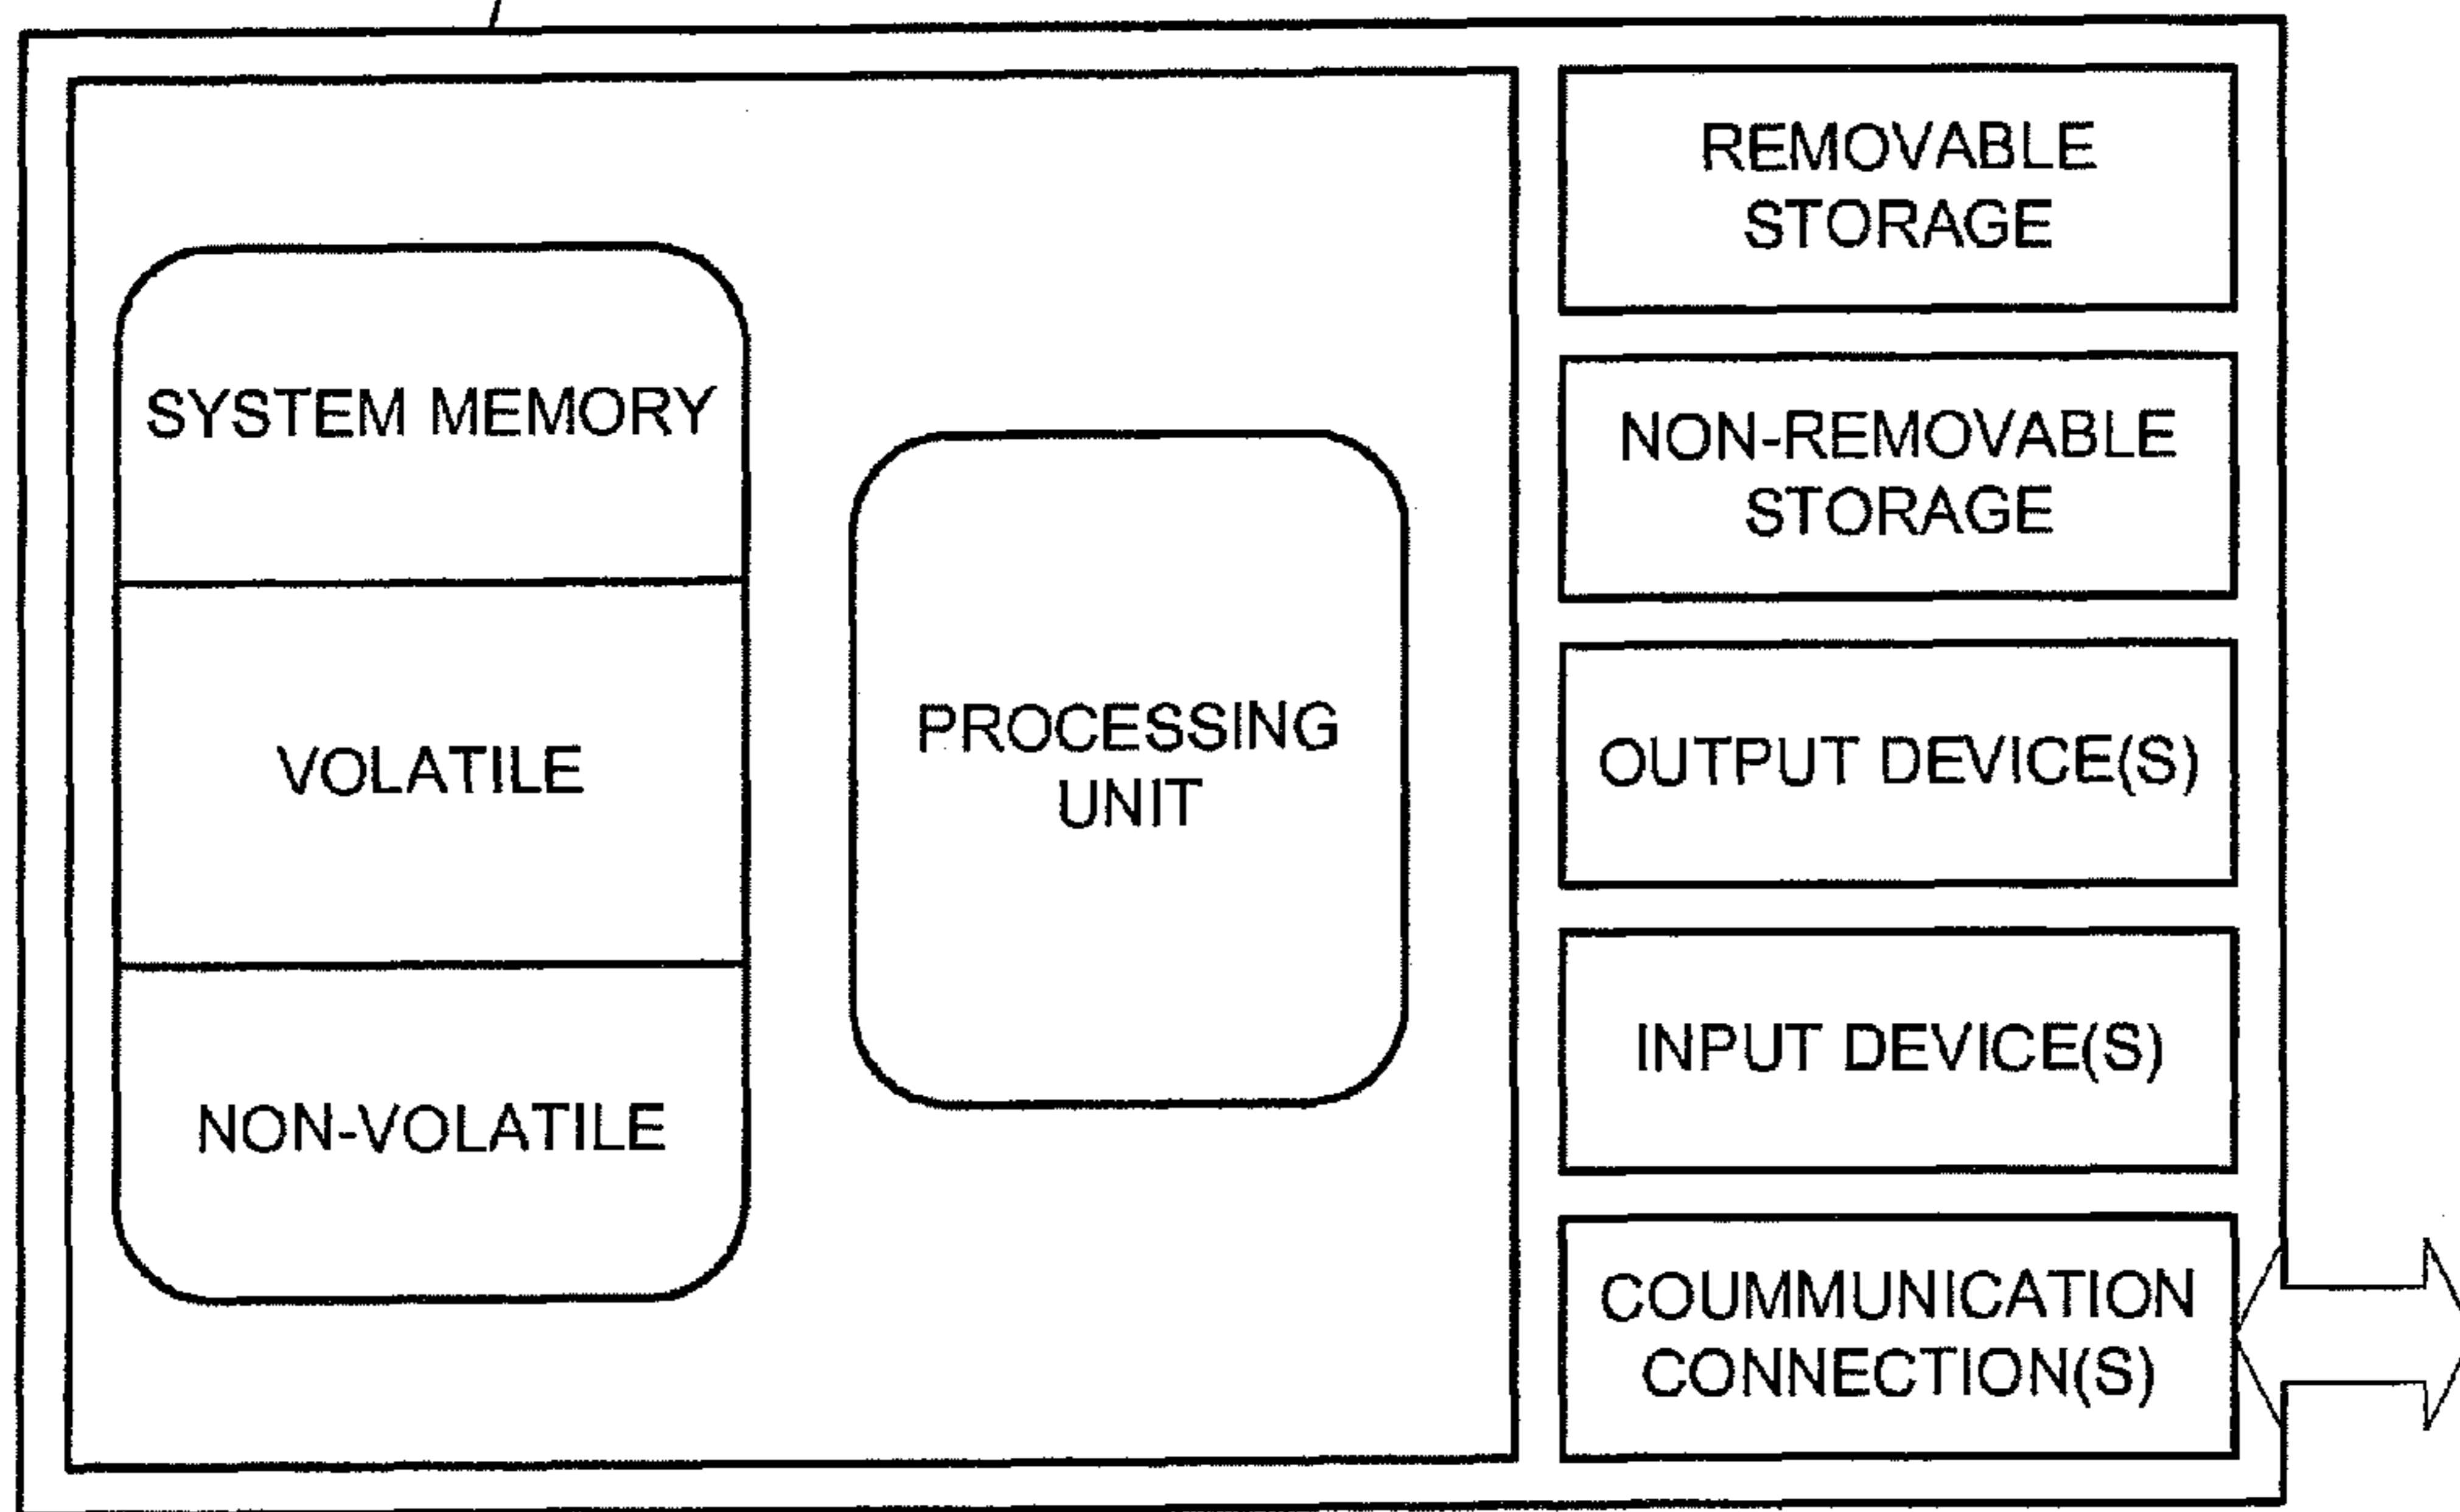 SYSTEM MEMORY
VOLATILE
NON-VOLATILE
PROCESSING
UNIT
REMOVABLE
STORAGE
NON-REMOVABLE
STORAGE
OUTPUT DEVICE(S)
INPUT DEVICE(S)
COUMMUNICATION
CONNECTION(S)